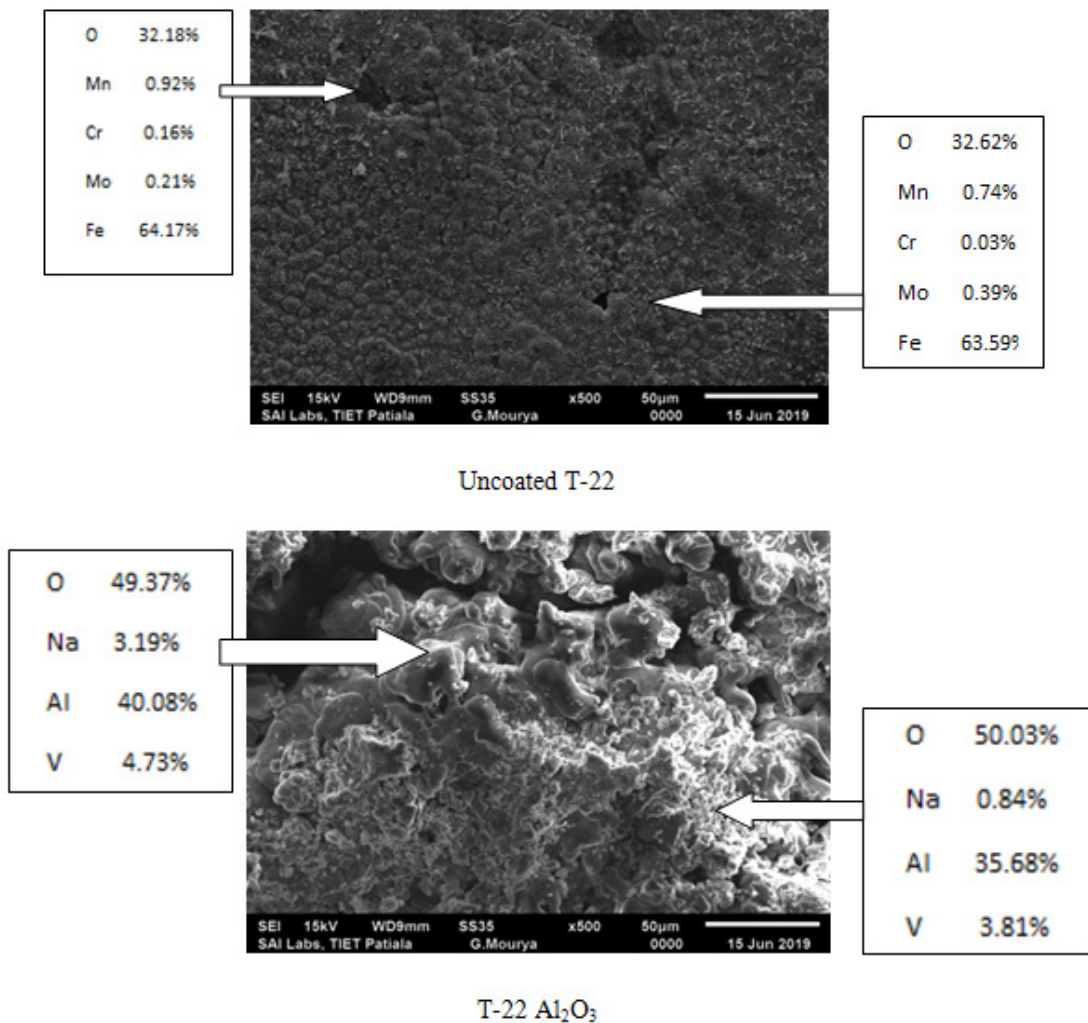 O 32.18%
Mn 0.92%
Cr 0.16%
Mo 0.21%
Fe 64.17%
O 32.62%
Mn 0.74%
Cr 0.03%
Mo 0.39%
Fe 63.59%
SEI 15kV WD9mm SS35 x500 50µm
SAI Labs, TIET Patiala G.Mourya 0000 15 Jun 2019
Uncoated T-22
O 49.37%
Na 3.19%
Al 40.08%
V 4.73%
O 50.03%
Na 0.84%
Al 35.68%
V 3.81%
SEI 15kV WD9mm SS35 x500 50µm
SAI Labs, TIET Patiala G.Mourya 0000 15 Jun 2019
T-22 Al₂O₃